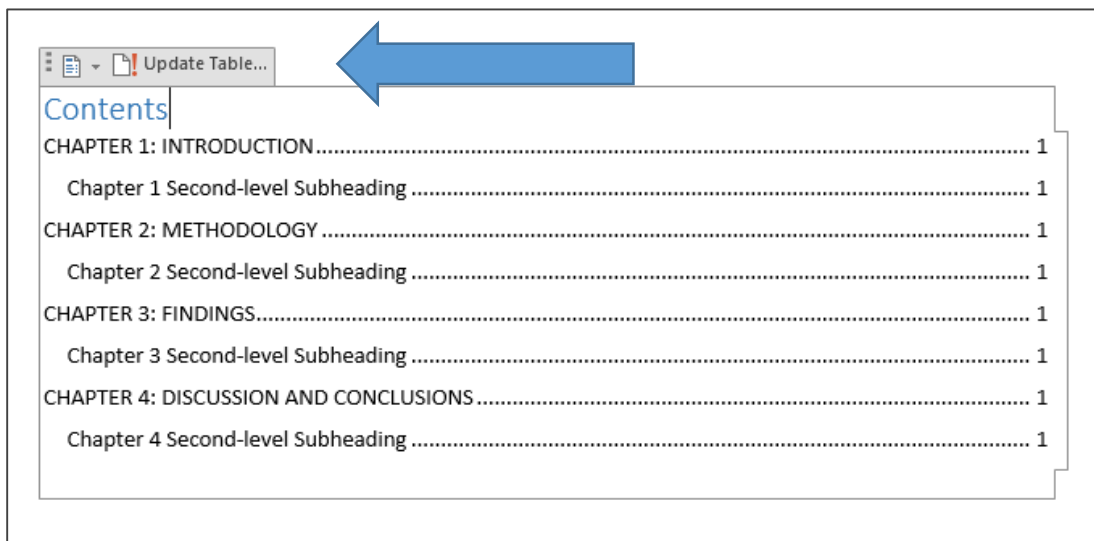 Update Table...
Contents
CHAPTER 1: INTRODUCTION........................................................................................................................................ 1
Chapter 1 Second-level Subheading ........................................................................................................................ 1
CHAPTER 2: METHODOLOGY ........................................................................................................................................ 1
Chapter 2 Second-level Subheading ........................................................................................................................ 1
CHAPTER 3: FINDINGS........................................................................................................................................ 1
Chapter 3 Second-level Subheading ........................................................................................................................ 1
CHAPTER 4: DISCUSSION AND CONCLUSIONS ............................................................................................................ 1
Chapter 4 Second-level Subheading ........................................................................................................................ 1